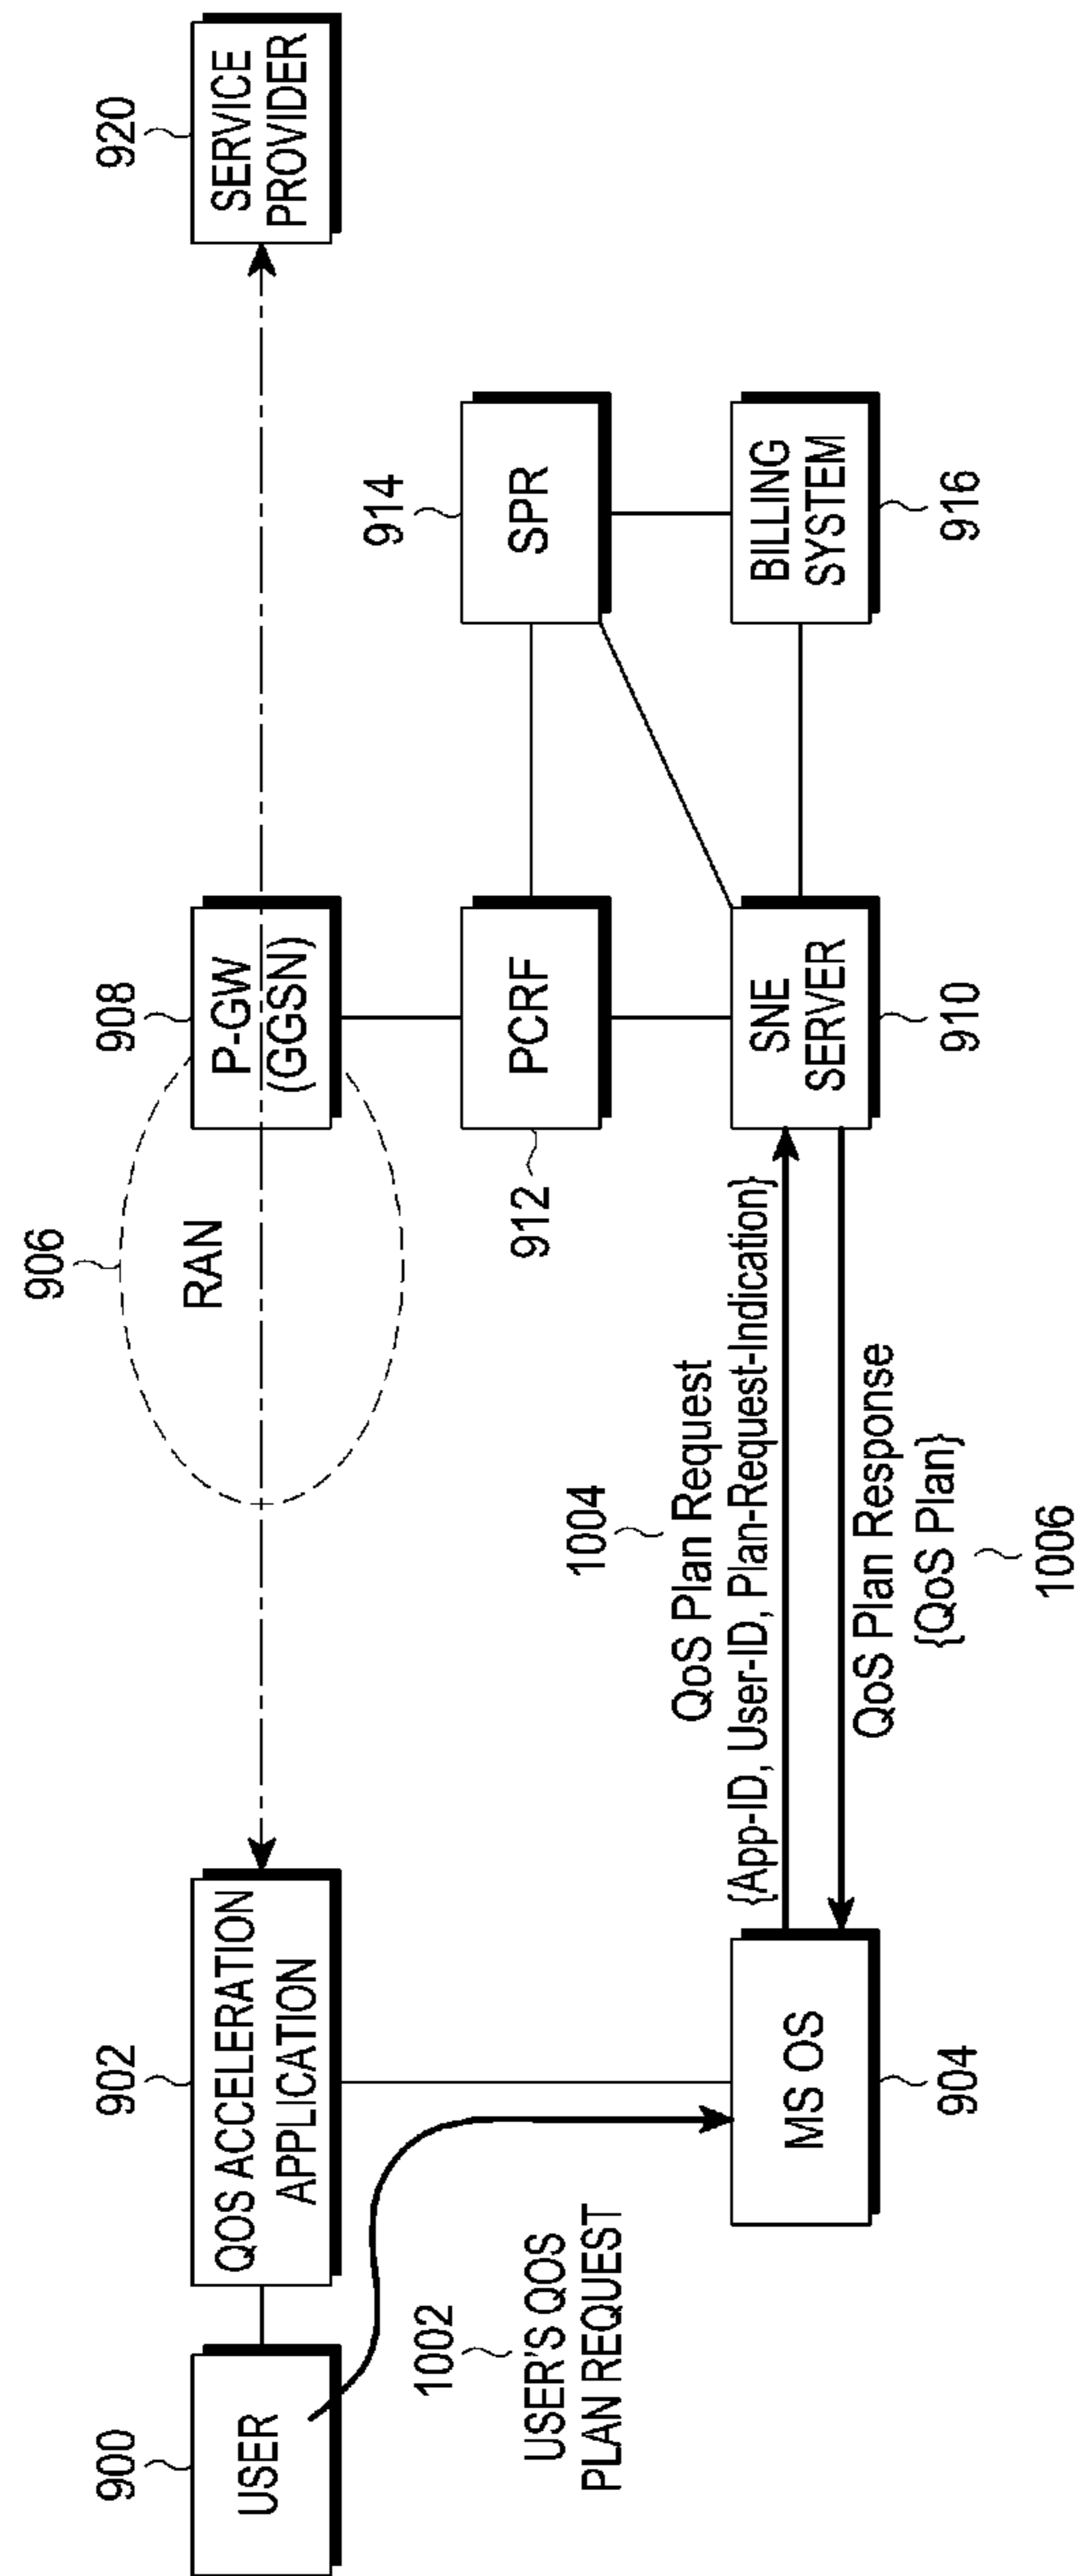 900
USER
902
QOS ACCELERATION
APPLICATION
906
RAN
908
P-GW
(GGSN)
920
SERVICE
PROVIDER
1002
USER'S QOS
PLAN REQUEST
912
PCRF
914
SPR
1004
QoS Plan Request
{App-ID, User-ID, Plan-Request-Indication}
MS OS
904
QoS Plan Response
{QoS Plan}
1006
SNE
SERVER
910
BILLING
SYSTEM
916